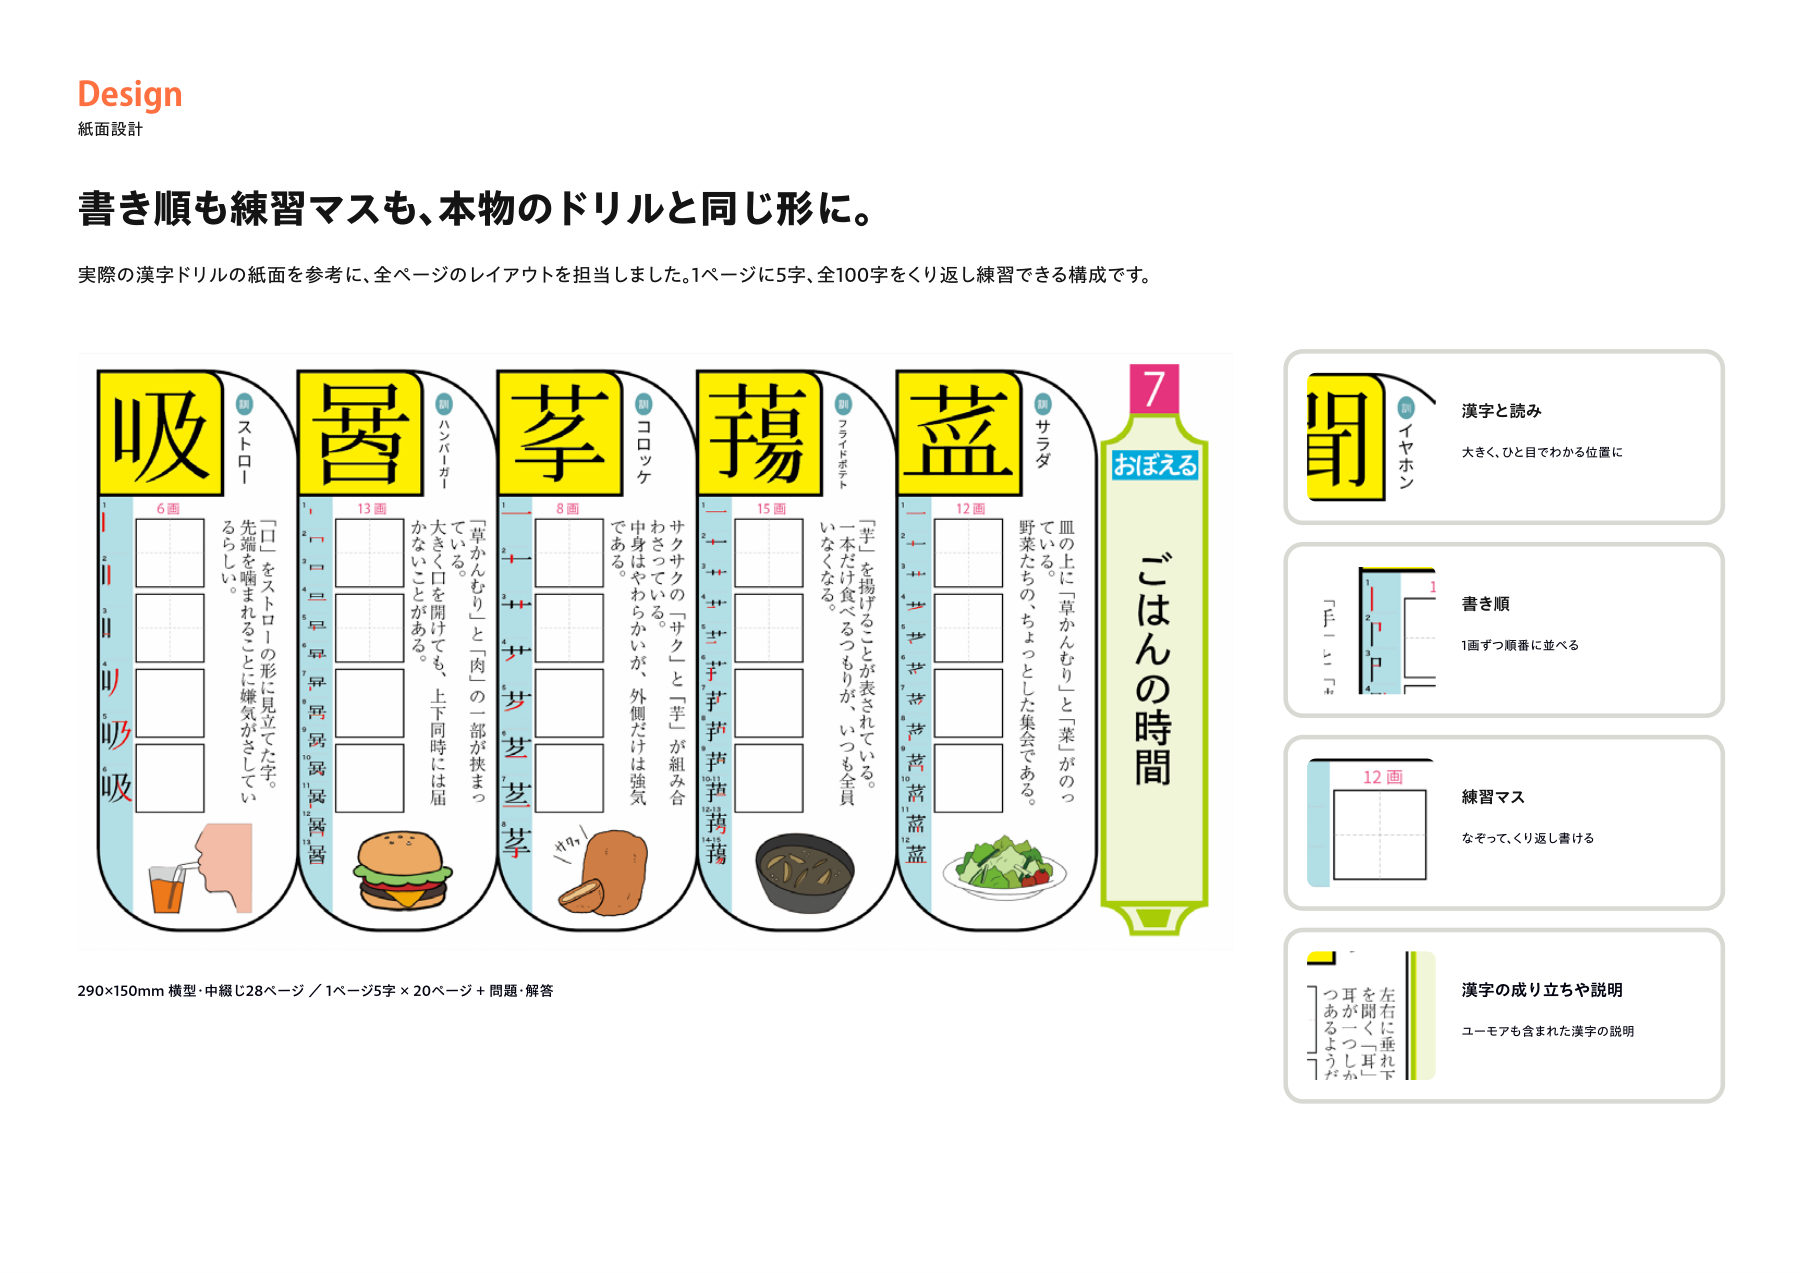 Design
紙面設計
書き順も練習マスも、本物のドリルと同じ形に。
実際の漢字ドリルの紙面を参考に、全ページのレイアウトを担当しました。1ページに5字、全100字をくり返し練習できる構成です。
7
おぼえる
ごはんの時間
訓 サラダ
12画
皿の上に「草かんむり」と「菜」がのっ
ている。
野菜たちの、ちょっとした集会である。
訓 フライドポテト
15画
「芋」を揚げることが表されている。
一本だけ食べるつもりが、いつも全員
いなくなる。
訓 コロッケ
8画
サクサクの「サク」と「芋」が組み合
わさっている。
中身はやわらかいが、外側だけは強気
である。
サクッ
訓 ハンバーガー
13画
「草かんむり」と「肉」の一部が挟まっ
ている。
大きく口を開けても、上下同時には届
かないことがある。
吸
訓 ストロー
6画
「口」をストローの形に見立てた字。
先端を噛まれることに嫌気がさしてい
るらしい。
290×150mm 横型・中綴じ28ページ ／ 1ページ5字 × 20ページ + 問題・解答
訓 イヤホン
漢字と読み
大きく、ひと目でわかる位置に
書き順
1画ずつ順番に並べる
12画
練習マス
なぞって、くり返し書ける
左右に垂れ下
を聞く「耳」
耳が一つしか
つあるようだ
漢字の成り立ちや説明
ユーモアも含まれた漢字の説明